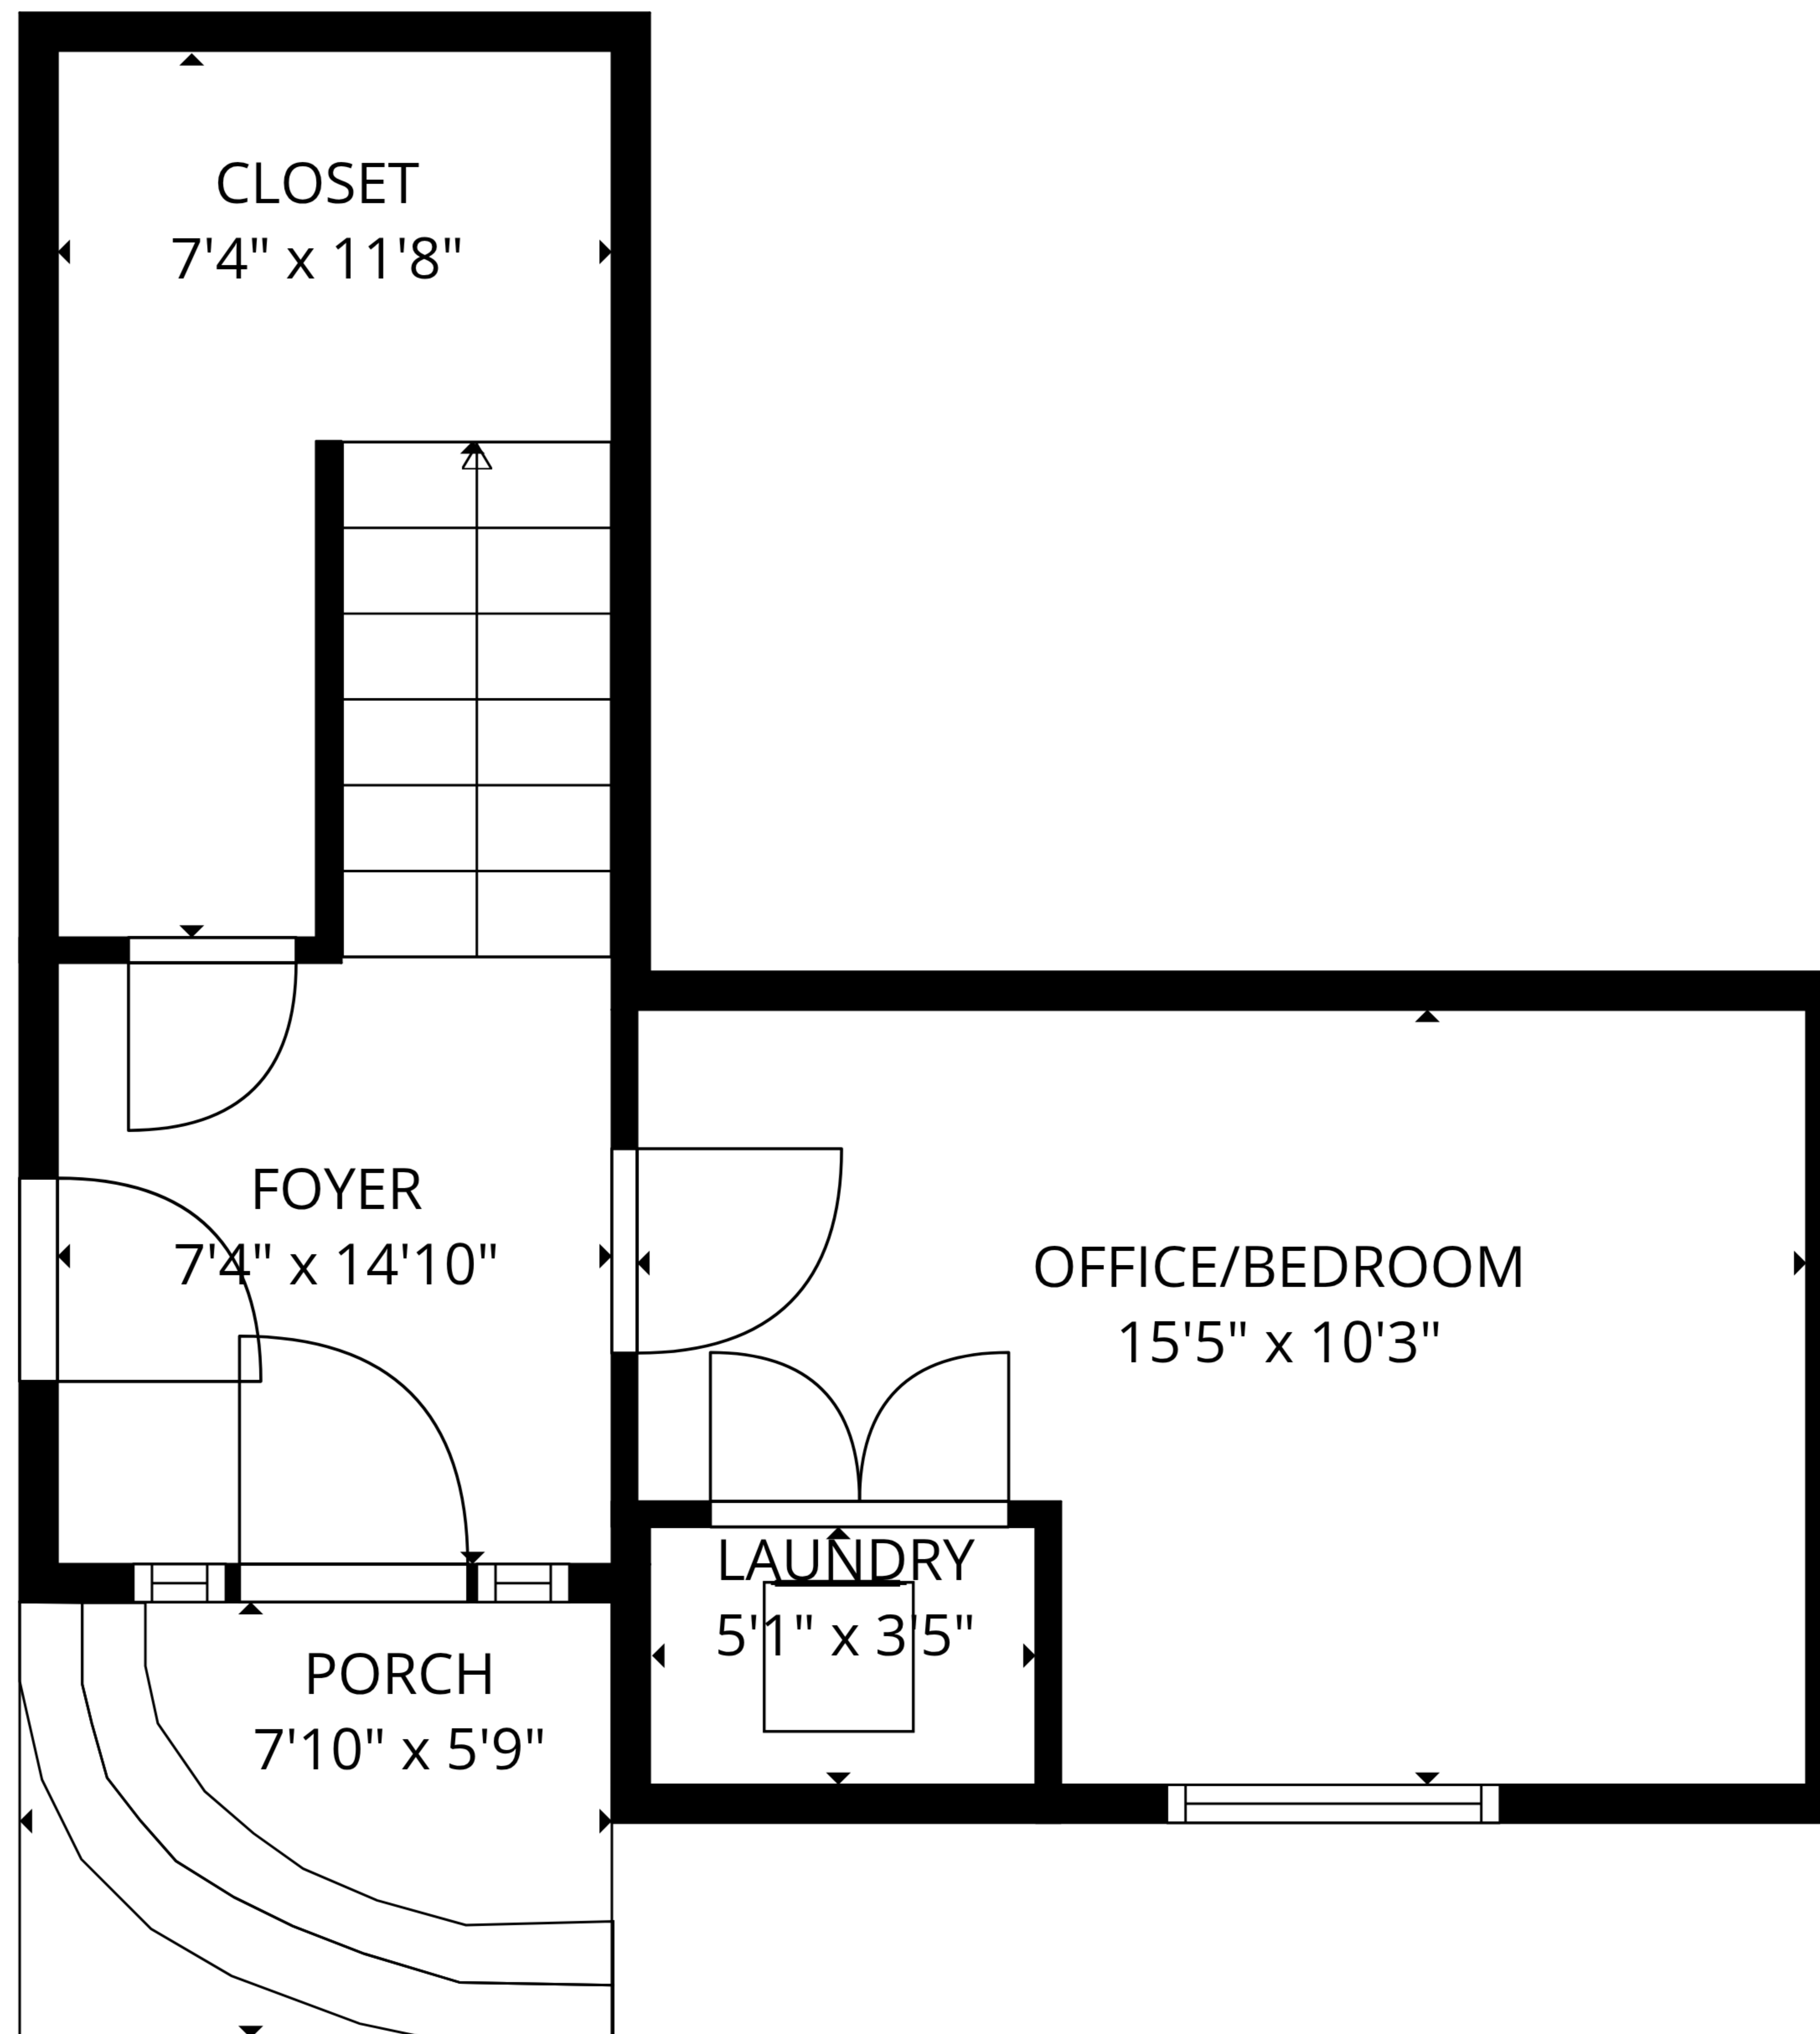 CLOSET
7'4" x 11'8"
FOYER
7'4" x 14'10"
OFFICE/BEDROOM
15'5" x 10'3"
LAUNDRY
5'1" x 3'5"
PORCH
7'10" x 5'9"